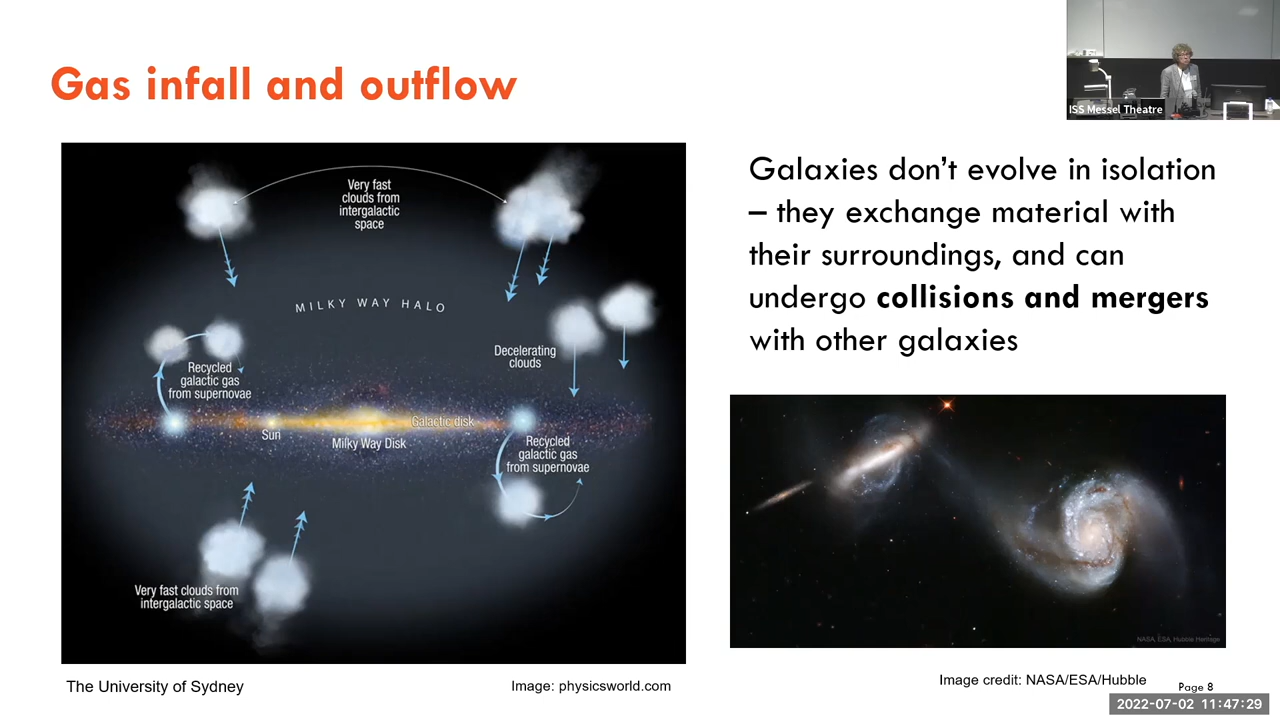 Gas infall and outflow
ISS Messel Theatre
Very fast
clouds from
intergalactic
space
MILKY WAY HALO
Decelerating
clouds
Recycled
galactic gas
from supernovae
Sun
Galactic disk
Milky Way Disk
Recycled
galactic gas
from supernovae
Very fast clouds from
intergalactic space
Galaxies don’t evolve in isolation
– they exchange material with
their surroundings, and can
undergo collisions and mergers
with other galaxies
NASA, ESA, Hubble Heritage
The University of Sydney
Image: physicsworld.com
Image credit: NASA/ESA/Hubble
Page 8
2022-07-02 11:47:29